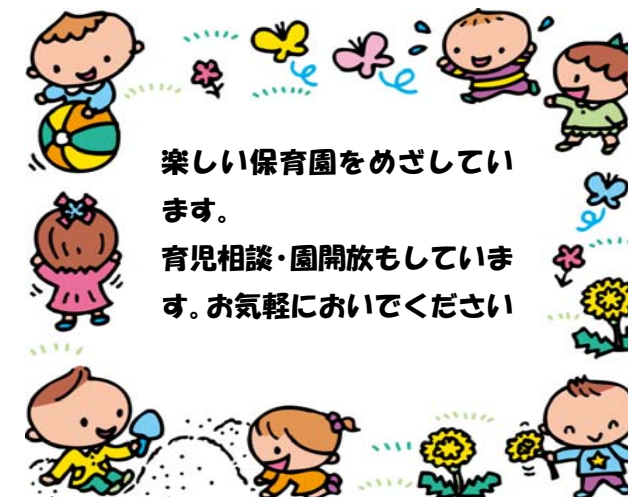 楽しい保育園をめざしてい
ます。
育児相談・園開放もしていま
す。お気軽においでください